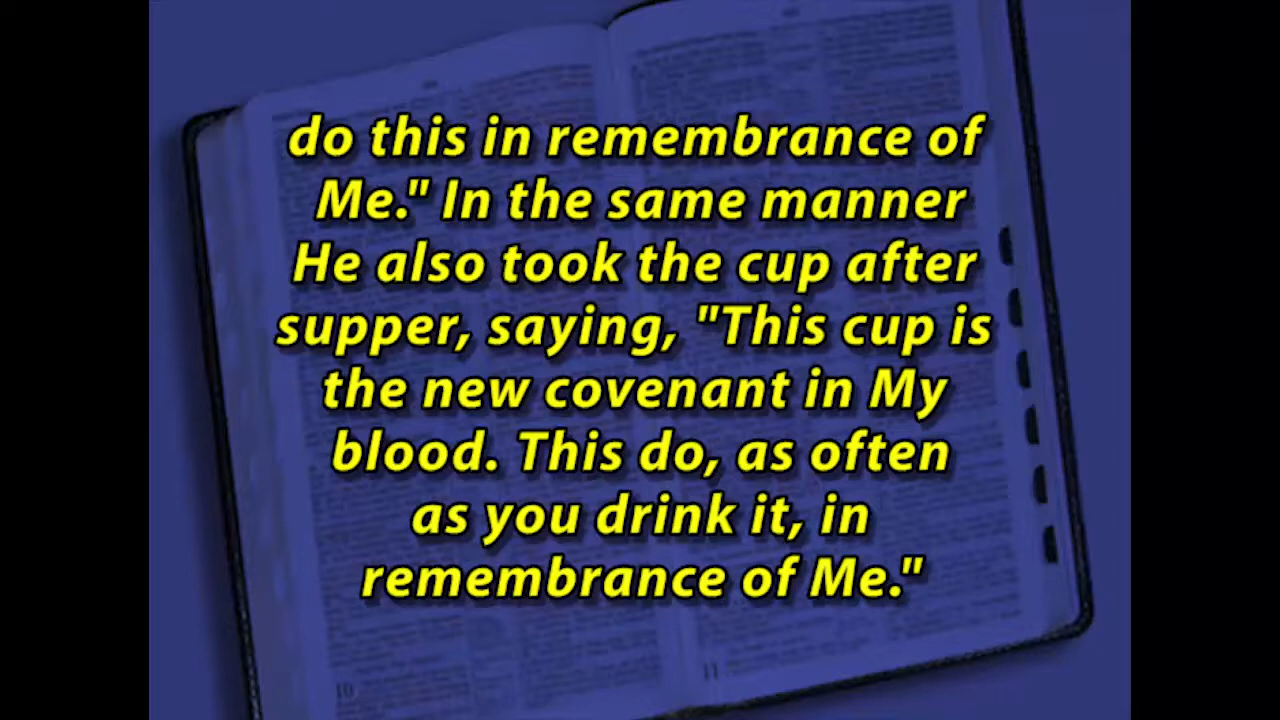 do this in remembrance of
Me." In the same manner
He also took the cup after
supper, saying, "This cup is
the new covenant in My
blood. This do, as often
as you drink it, in
remembrance of Me."
10
11